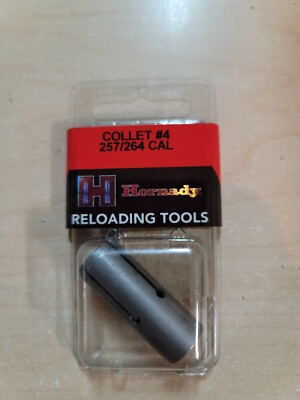 COLLET #4
257/264 CAL
H Hornady
RELOADING TOOLS